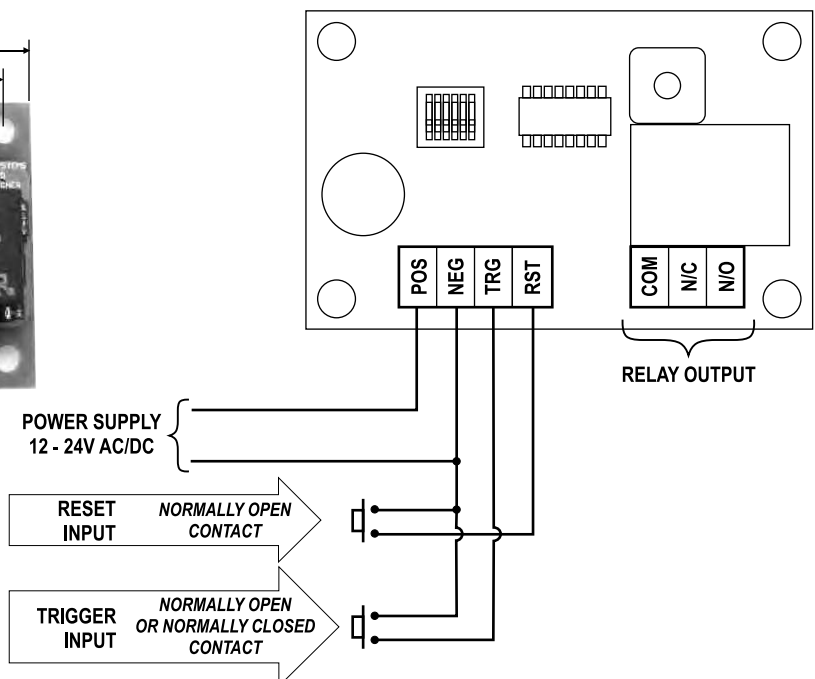 SYSTEMS
POS
NEG
TRG
RST
COM
N/C
N/O
RELAY OUTPUT
POWER SUPPLY
12 - 24V AC/DC
RESET
INPUT
NORMALLY OPEN
CONTACT
TRIGGER
INPUT
NORMALLY OPEN
OR NORMALLY CLOSED
CONTACT